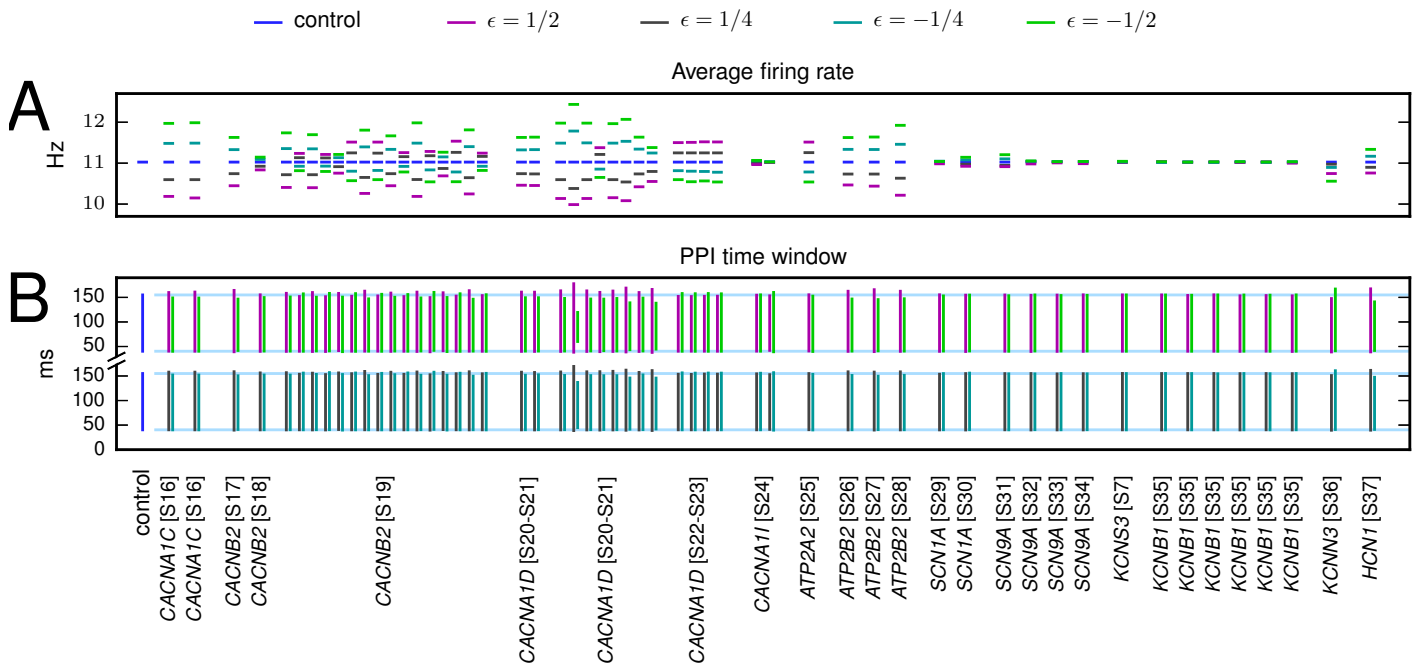 control ϵ = 1/2 ϵ = 1/4 ϵ = −1/4 ϵ = −1/2
Average firing rate
A
Hz
12
11
10
PPI time window
B
ms
150
100
50
150
100
50
0
control
CACNA1C [S16]
CACNA1C [S16]
CACNB2 [S17]
CACNB2 [S18]
CACNB2 [S19]
CACNA1D [S20-S21]
CACNA1D [S20-S21]
CACNA1D [S22-S23]
CACNA1I [S24]
ATP2A2 [S25]
ATP2B2 [S26]
ATP2B2 [S27]
ATP2B2 [S28]
SCN1A [S29]
SCN1A [S30]
SCN9A [S31]
SCN9A [S32]
SCN9A [S33]
SCN9A [S34]
KCNS3 [S7]
KCNB1 [S35]
KCNB1 [S35]
KCNB1 [S35]
KCNB1 [S35]
KCNB1 [S35]
KCNB1 [S35]
KCNN3 [S36]
HCN1 [S37]